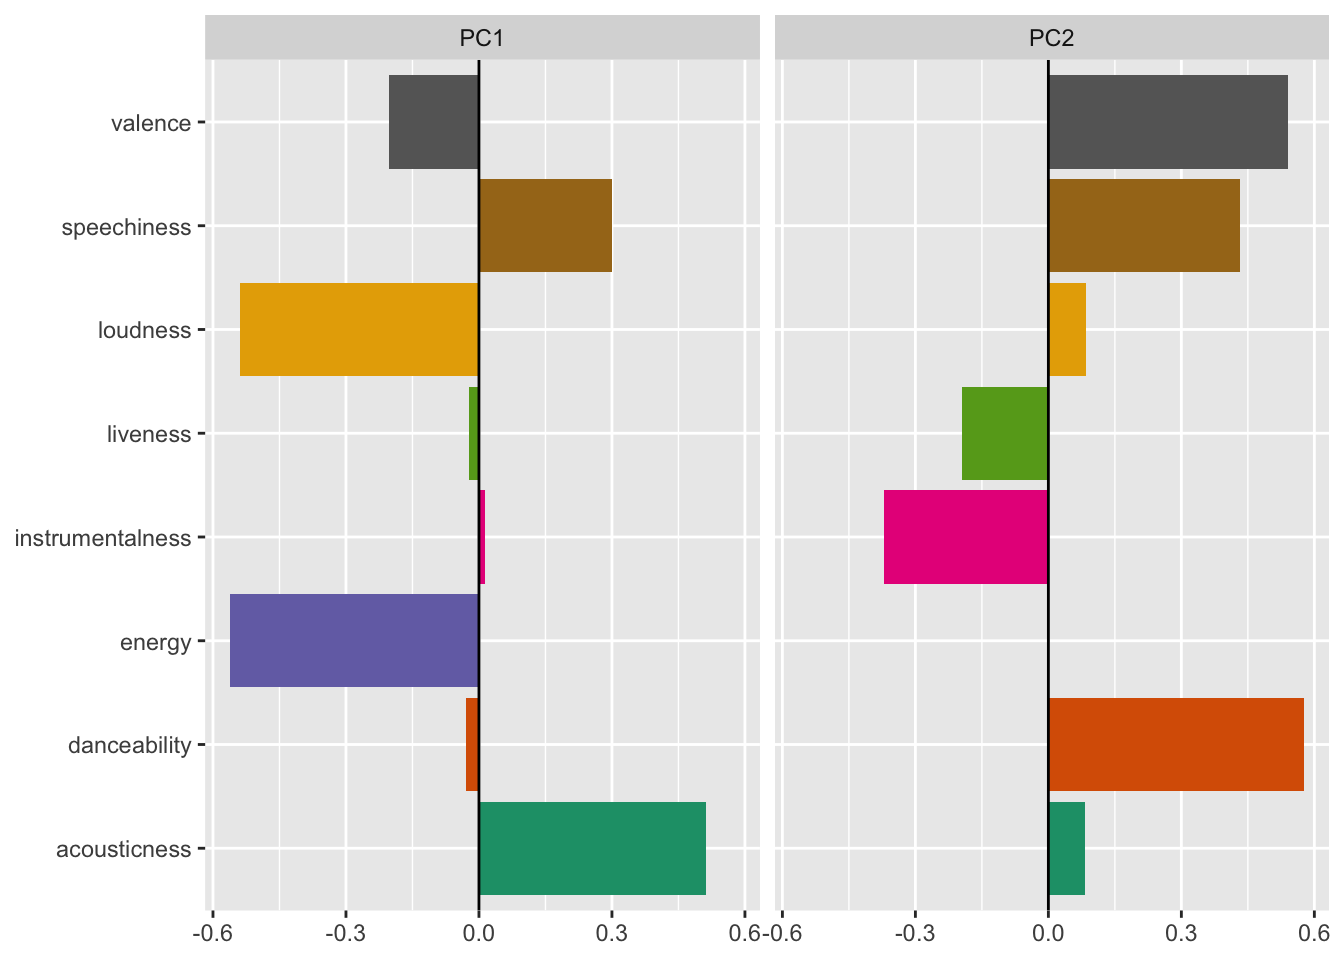 PC1
PC2
valence
speechiness
loudness
liveness
instrumentalness
energy
danceability
acousticness
-0.6 -0.3 0.0 0.3 0.6
-0.6 -0.3 0.0 0.3 0.6